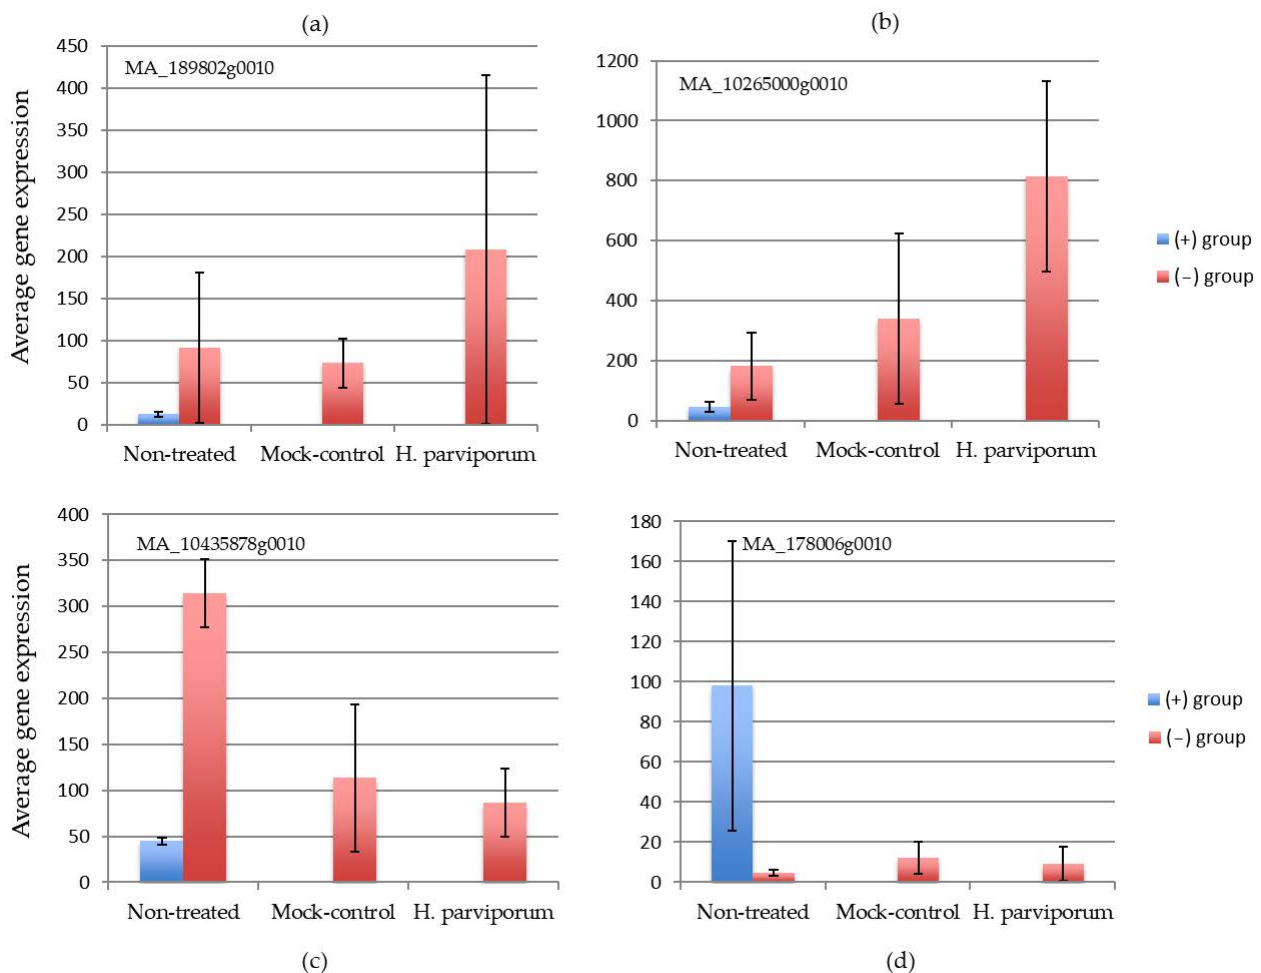 (a)
450
400
350
300
250
200
150
100
50
0
Average gene expression
MA_189802g0010
Non-treated Mock-control H. parviporum
(b)
1200
1000
800
600
400
200
0
MA_10265000g0010
Non-treated Mock-control H. parviporum
(+) group
(−) group
400
350
300
250
200
150
100
50
0
Average gene expression
MA_10435878g0010
Non-treated Mock-control H. parviporum
(c)
180
160
140
120
100
80
60
40
20
0
MA_178006g0010
Non-treated Mock-control H. parviporum
(+) group
(−) group
(d)